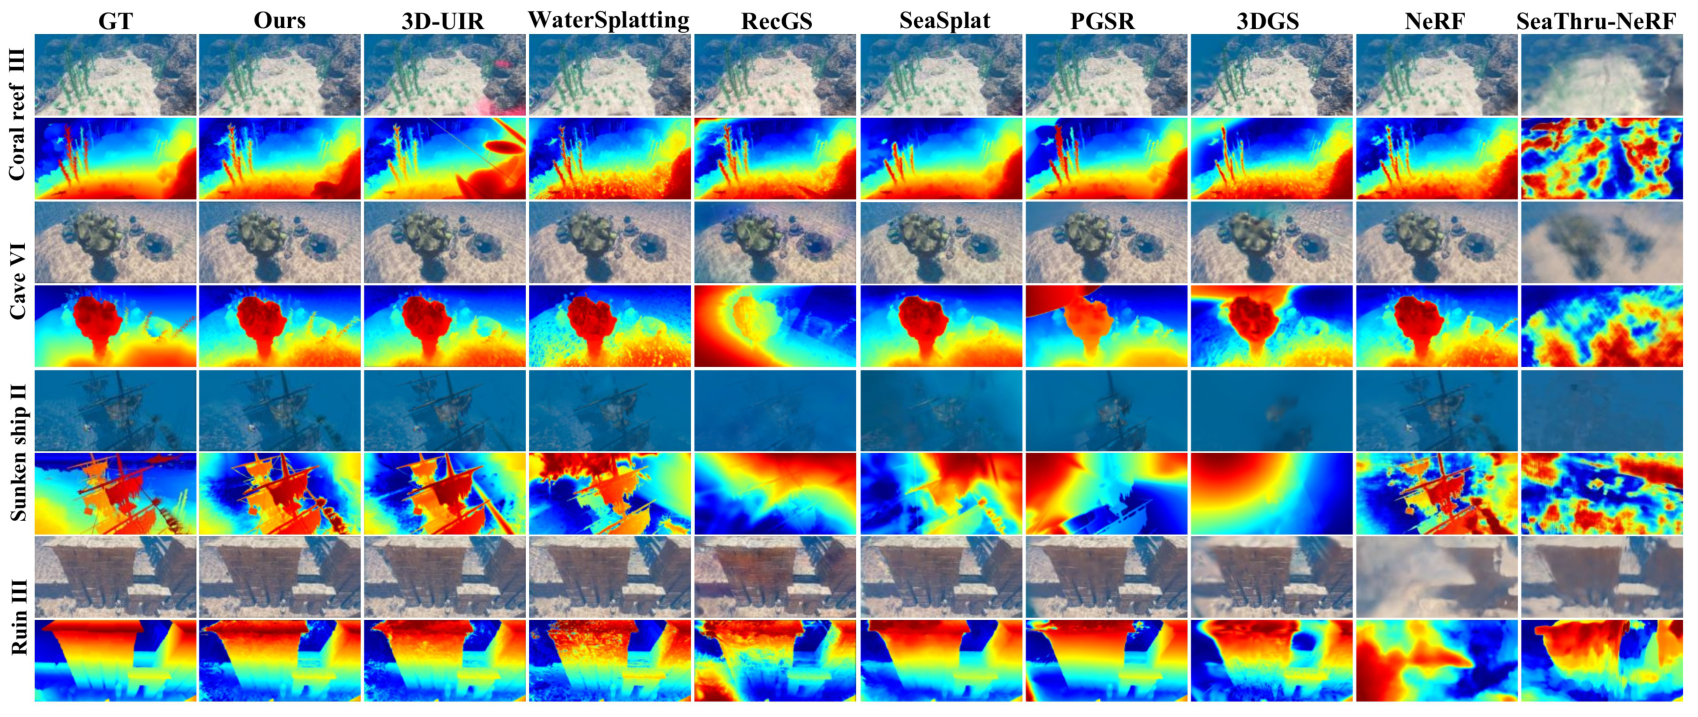 GT Ours 3D-UIR WaterSplatting RecGS SeaSplat PGSR 3DGS NeRF SeaThru-NeRF
Coral reef III
Cave VI
Sunken ship II
Ruin III